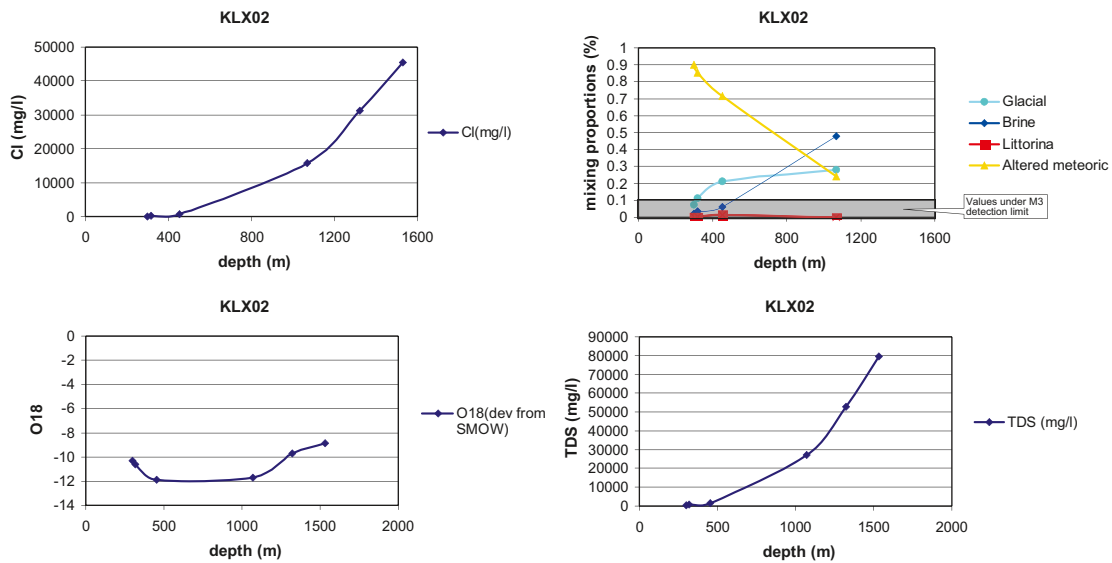 KLX02
50000
40000
30000
20000
10000
0
Cl (mg/l)
0 400 800 1200 1600
depth (m)
Cl(mg/l)
KLX02
1
0.9
0.8
0.7
0.6
0.5
0.4
0.3
0.2
0.1
0
mixing proportions (%)
0 400 800 1200 1600
depth (m)
Glacial
Brine
Littorina
Altered meteoric
Values under M3
detection limit
KLX02
0
-2
-4
-6
-8
-10
-12
-14
O18
0 500 1000 1500 2000
depth (m)
O18(dev from
SMOW)
KLX02
90000
80000
70000
60000
50000
40000
30000
20000
10000
0
TDS (mg/l)
0 500 1000 1500 2000
depth (m)
TDS (mg/l)